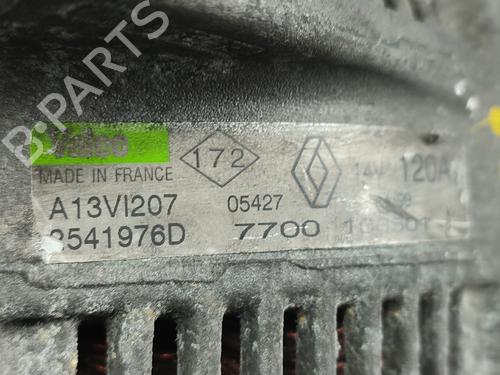 Valeo
172
14V 120A
MADE IN FRANCE
A13VI207 05427
2541976D 7700
B-PARTS